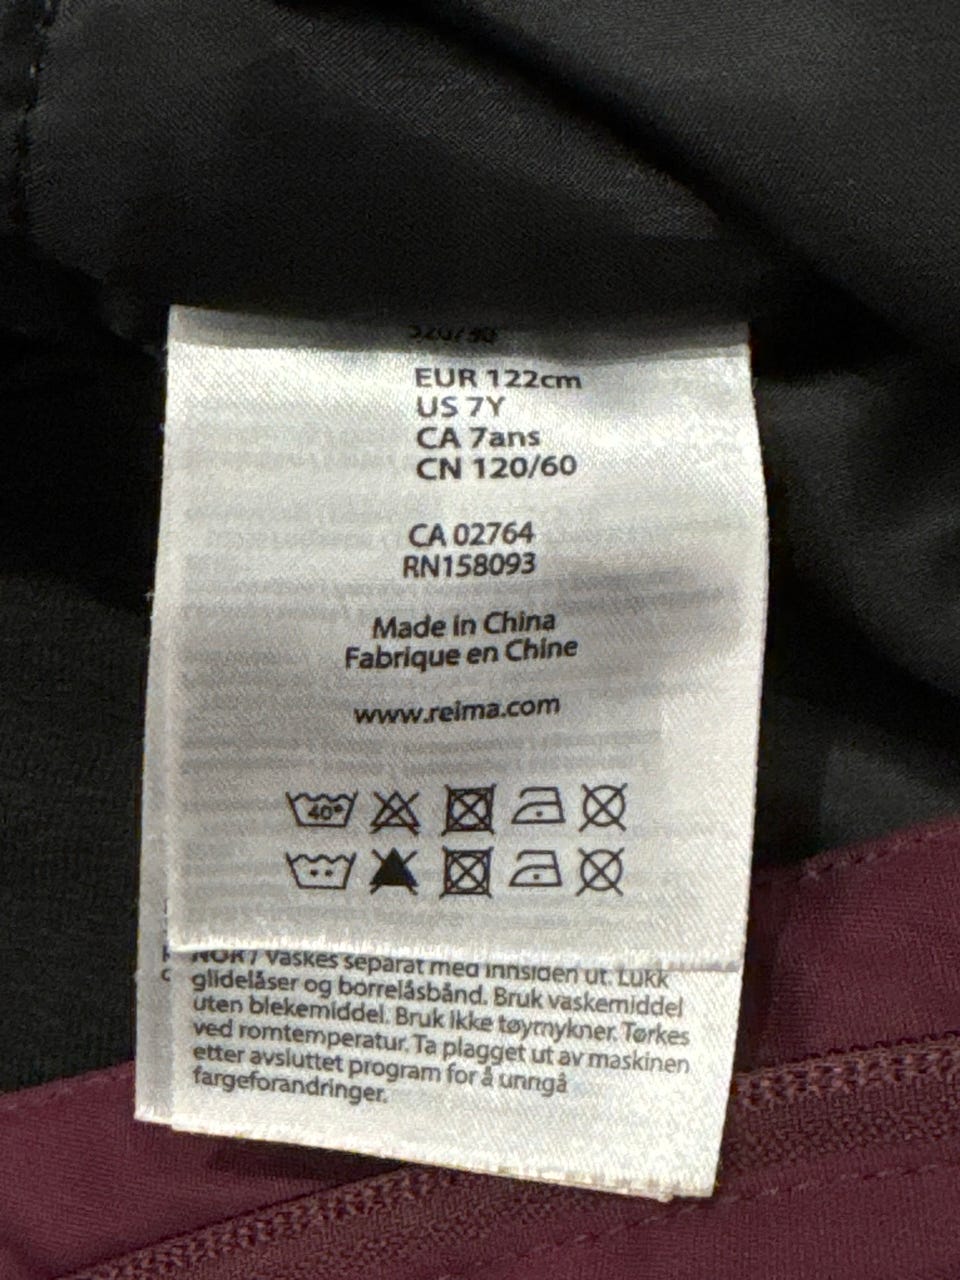 EUR 122cm
US 7Y
CA 7ans
CN 120/60
CA 02764
RN158093
Made in China
Fabrique en Chine
www.reima.com
40°
NOR / Vaskes separat med innsiden ut. Lukk
glidelåser og borrelåsbånd. Bruk vaskemiddel
uten blekemiddel. Bruk ikke tøymykner. Tørkes
ved romtemperatur. Ta plagget ut av maskinen
etter avsluttet program for å unngå
fargeforandringer.